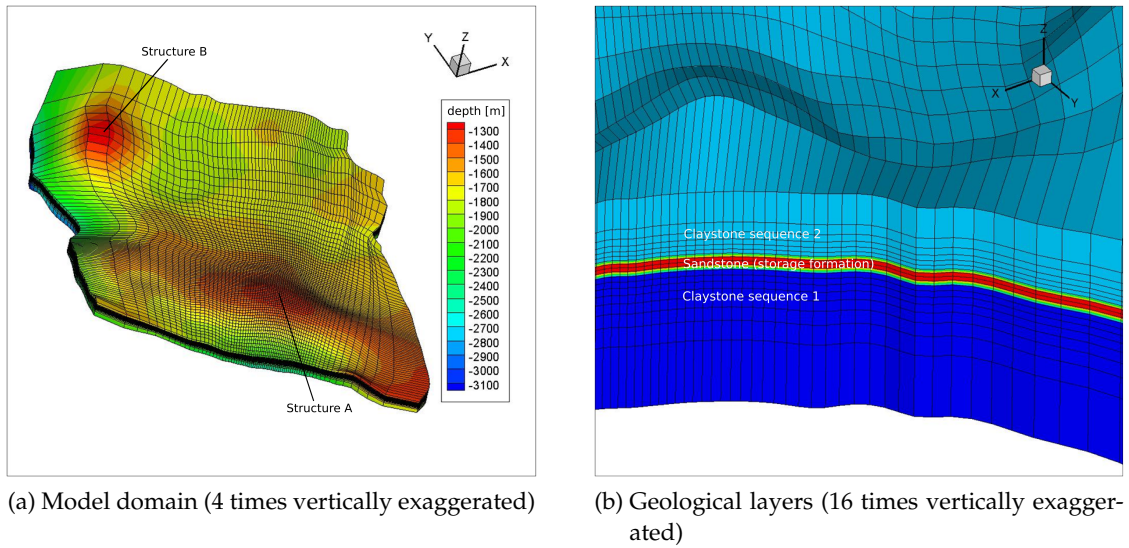 Structure B
Y
Z
X
depth [m]
-1300
-1400
-1500
-1600
-1700
-1800
-1900
-2000
-2100
-2200
-2300
-2400
-2500
-2600
-2700
-2800
-2900
-3000
-3100
Structure A
(a) Model domain (4 times vertically exaggerated)
Z
X
Y
Claystone sequence 2
Sandstone (storage formation)
Claystone sequence 1
(b) Geological layers (16 times vertically exagger-
ated)